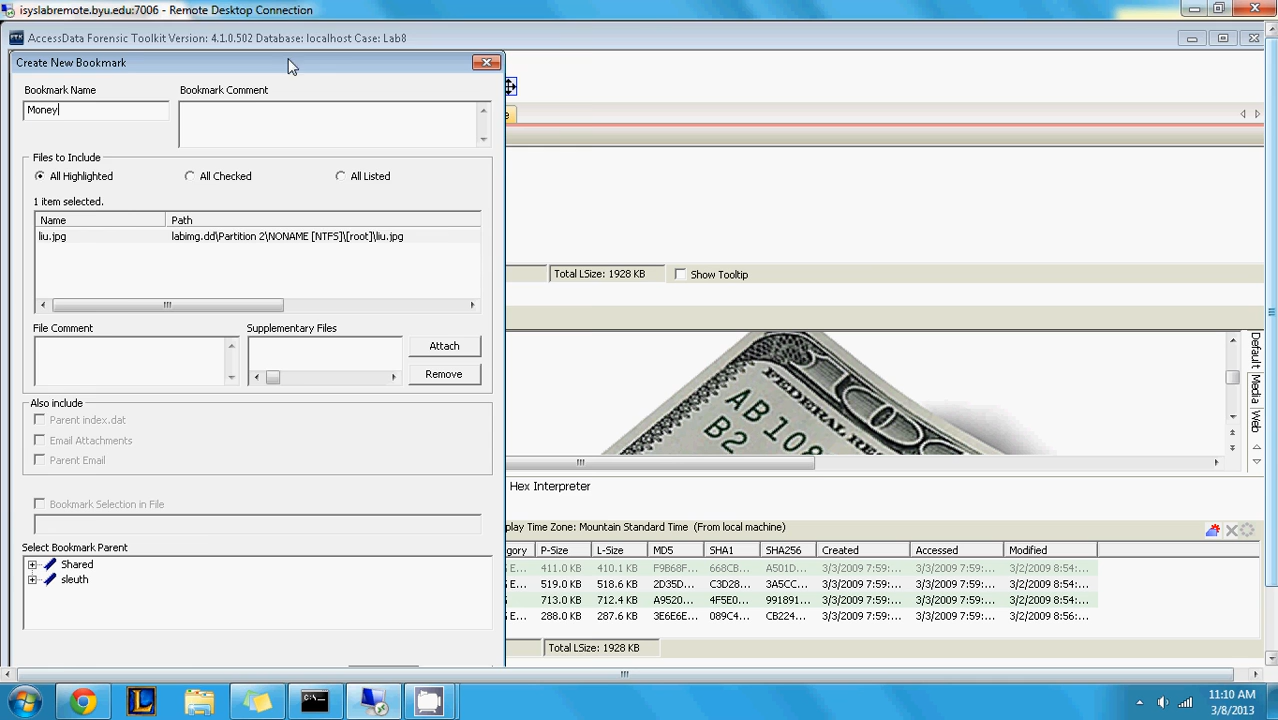 isyslabremote.byu.edu:7006 - Remote Desktop Connection
AccessData Forensic Toolkit Version: 4.1.0.502 Database: localhost Case: Lab8
Create New Bookmark
Bookmark Name
Bookmark Comment
Money
Files to Include
All Highlighted
All Checked
All Listed
1 item selected.
Name
Path
liu.jpg
labimg.dd\Partition 2\NONAME [NTFS]\[root]\liu.jpg
Total LSize: 1928 KB
Show Tooltip
File Comment
Supplementary Files
Attach
Remove
Default
Media
Web
AB 108
B2
FEDERAL RE
100
Also include
Parent index.dat
Email Attachments
Parent Email
Hex Interpreter
Bookmark Selection in File
play Time Zone: Mountain Standard Time (From local machine)
Select Bookmark Parent
Shared
sleuth
gory P-Size L-Size MD5 SHA1 SHA256 Created Accessed Modified
G E... 411.0 KB 410.1 KB F9B68F... 668CB... A501D... 3/3/2009 7:59:... 3/3/2009 7:59:... 3/2/2009 8:54:...
G E... 519.0 KB 518.6 KB 2D35D... C3D28... A5CC... 3/3/2009 7:59:... 3/3/2009 7:59:... 3/2/2009 8:54:...
G 713.0 KB 712.4 KB A9520... 4F5E0... 991891... 3/3/2009 7:59:... 3/3/2009 7:59:... 3/2/2009 8:54:...
G E... 288.0 KB 287.6 KB 3E6E6E... 089C4... CB224... 3/3/2009 7:59:... 3/3/2009 7:59:... 3/2/2009 8:56:...
Total LSize: 1928 KB
11:10 AM
3/8/2013